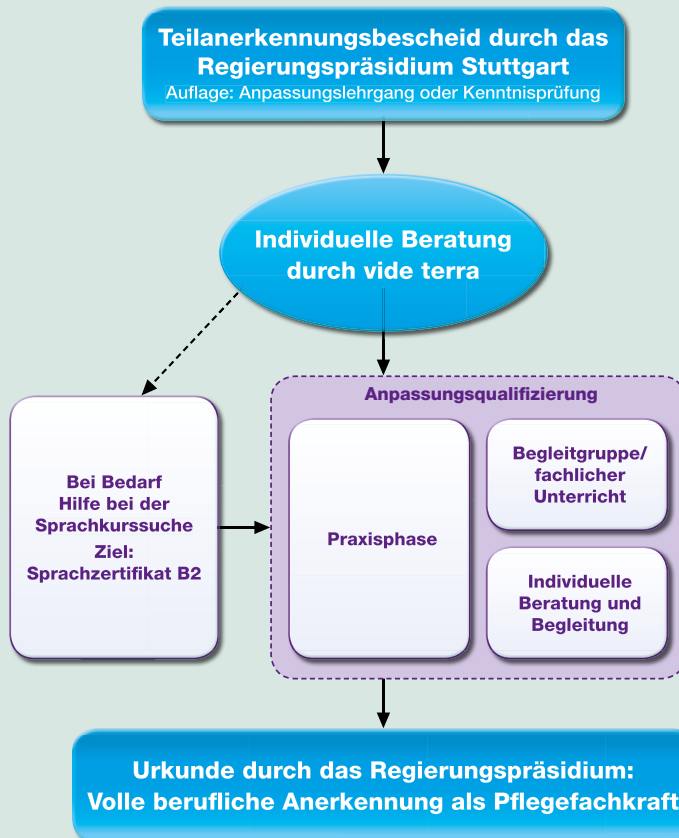 Teilanerkennungsbescheid durch das
Regierungspräsidium Stuttgart
Auflage: Anpassungslehrgang oder Kenntnisprüfung
Individuelle Beratung
durch vide terra
Anpassungsqualifizierung
Bei Bedarf
Hilfe bei der
Sprachkurssuche
Ziel:
Sprachzertifikat B2
Praxisphase
Begleitgruppe/
fachlicher
Unterricht
Individuelle
Beratung und
Begleitung
Urkunde durch das Regierungspräsidium:
Volle berufliche Anerkennung als Pflegefachkraft